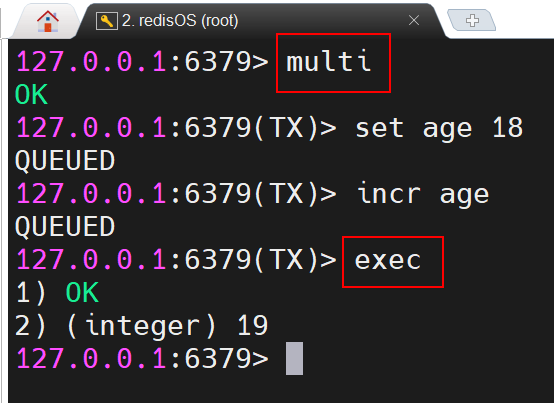 2. redisOS (root)
127.0.0.1:6379> multi
OK
127.0.0.1:6379(TX)> set age 18
QUEUED
127.0.0.1:6379(TX)> incr age
QUEUED
127.0.0.1:6379(TX)> exec
1) OK
2) (integer) 19
127.0.0.1:6379>